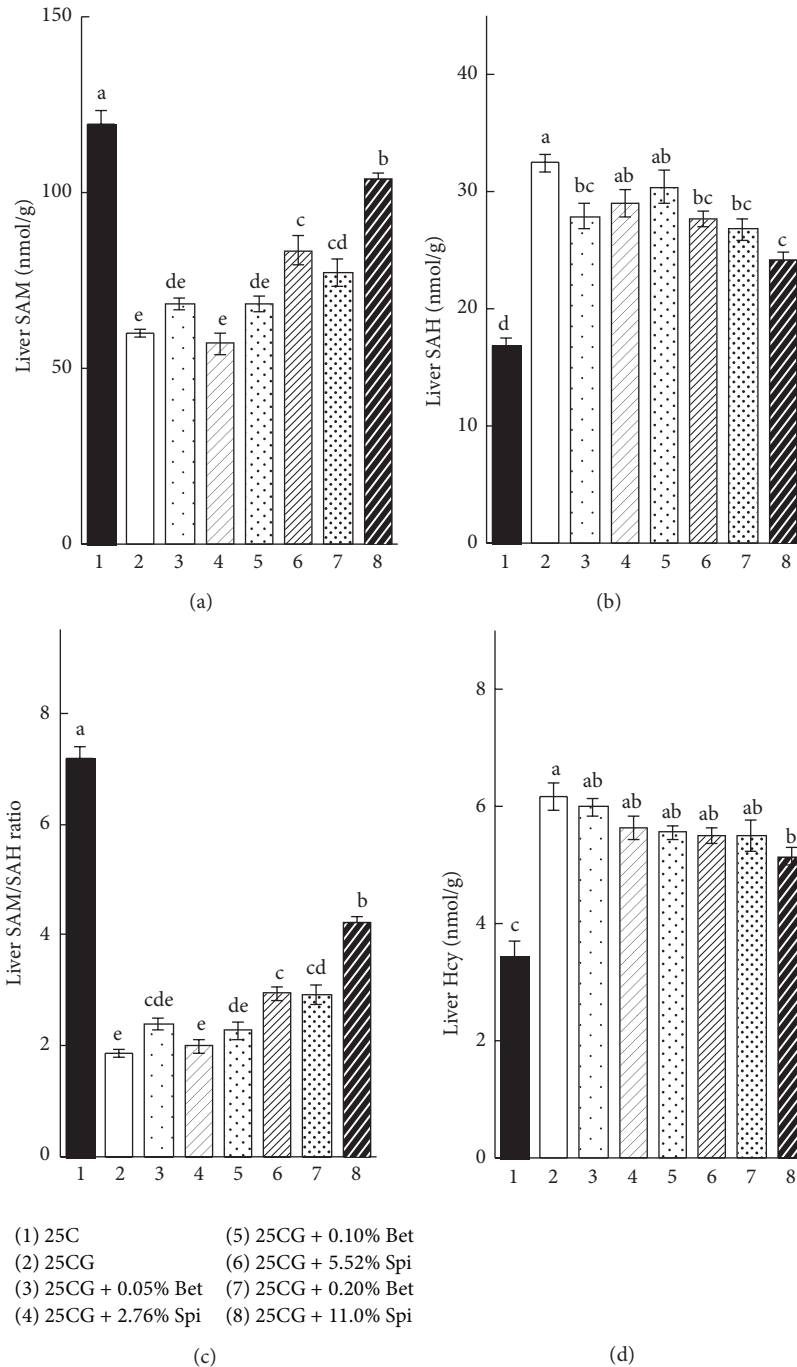 150
100
50
0
Liver SAM (nmol/g)
a
e
de
e
de
c
cd
b
1 2 3 4 5 6 7 8
(a)
40
30
20
10
0
Liver SAH (nmol/g)
d
a
bc
ab
ab
bc
bc
c
1 2 3 4 5 6 7 8
(b)
8
6
4
2
0
Liver SAM/SAH ratio
a
e
cde
e
de
c
cd
b
1 2 3 4 5 6 7 8
(1) 25C
(2) 25CG
(3) 25CG + 0.05% Bet
(4) 25CG + 2.76% Spi
(5) 25CG + 0.10% Bet
(6) 25CG + 5.52% Spi
(7) 25CG + 0.20% Bet
(8) 25CG + 11.0% Spi
(c)
8
6
4
2
0
Liver Hcy (nmol/g)
c
a
ab
ab
ab
ab
ab
b
1 2 3 4 5 6 7 8
(d)